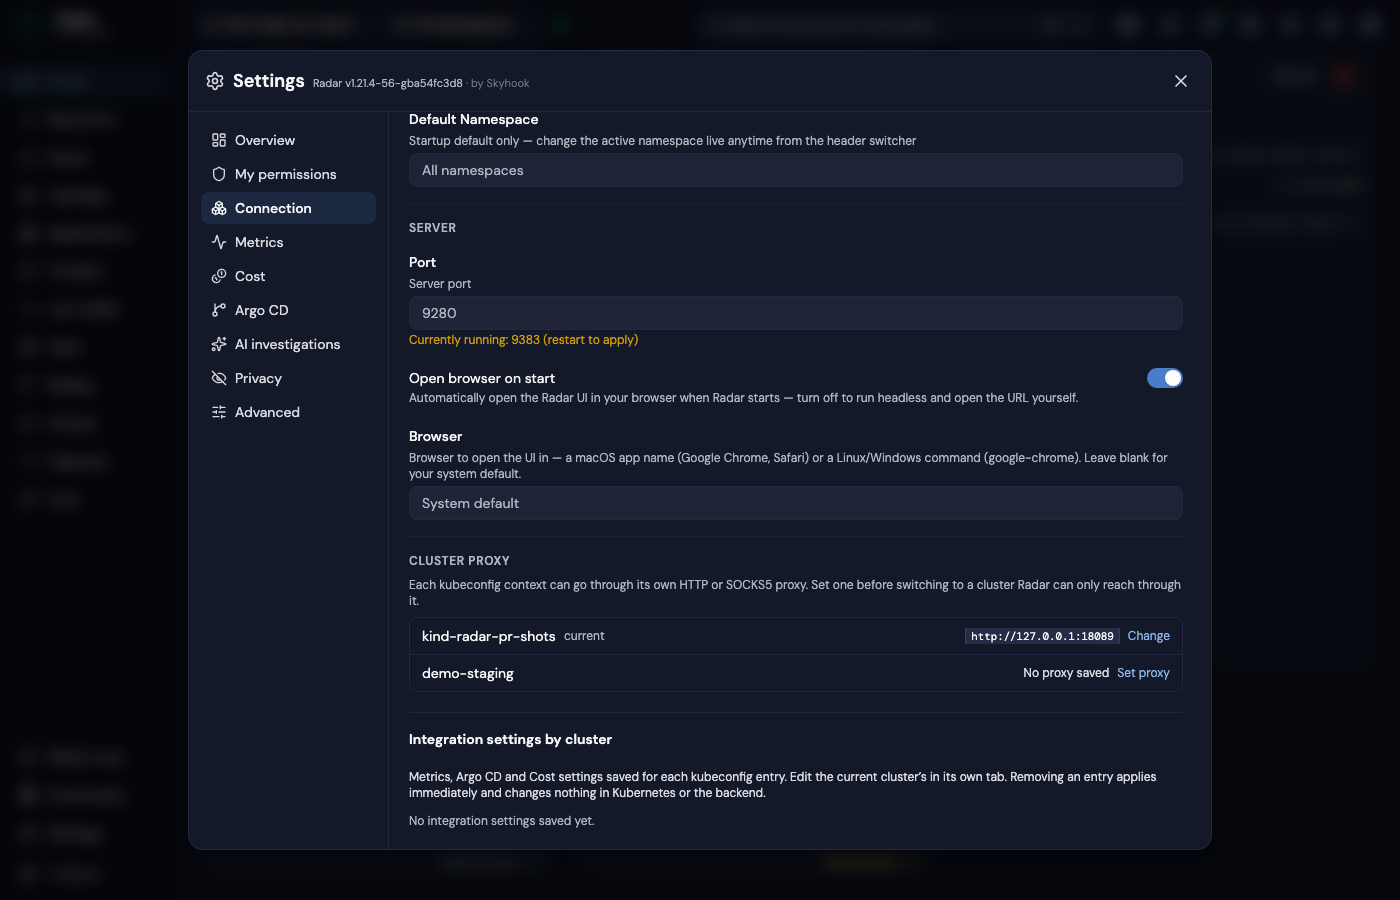 Settings Radar v1.21.4-56-gba54fc3d8 · by Skyhook
Overview
My permissions
Connection
Metrics
Cost
Argo CD
AI investigations
Privacy
Advanced
Default Namespace
Startup default only — change the active namespace live anytime from the header switcher
All namespaces
SERVER
Port
Server port
9280
Currently running: 9383 (restart to apply)
Open browser on start
Automatically open the Radar UI in your browser when Radar starts — turn off to run headless and open the URL yourself.
Browser
Browser to open the UI in — a macOS app name (Google Chrome, Safari) or a Linux/Windows command (google-chrome). Leave blank for
your system default.
System default
CLUSTER PROXY
Each kubeconfig context can go through its own HTTP or SOCKS5 proxy. Set one before switching to a cluster Radar can only reach through
it.
kind-radar-pr-shots current http://127.0.0.1:18089 Change
demo-staging No proxy saved Set proxy
Integration settings by cluster
Metrics, Argo CD and Cost settings saved for each kubeconfig entry. Edit the current cluster's in its own tab. Removing an entry applies
immediately and changes nothing in Kubernetes or the backend.
No integration settings saved yet.